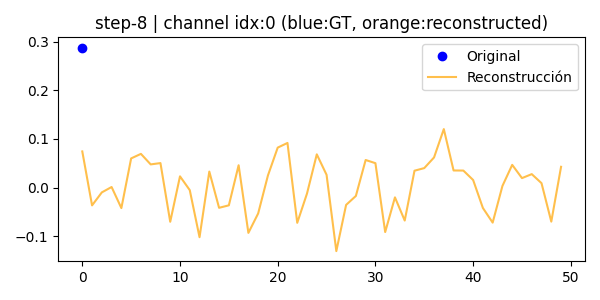 step-8 | channel idx:0 (blue:GT, orange:reconstructed)
0.3
0.2
0.1
0.0
−0.1
Original
Reconstrucción
0 10 20 30 40 50